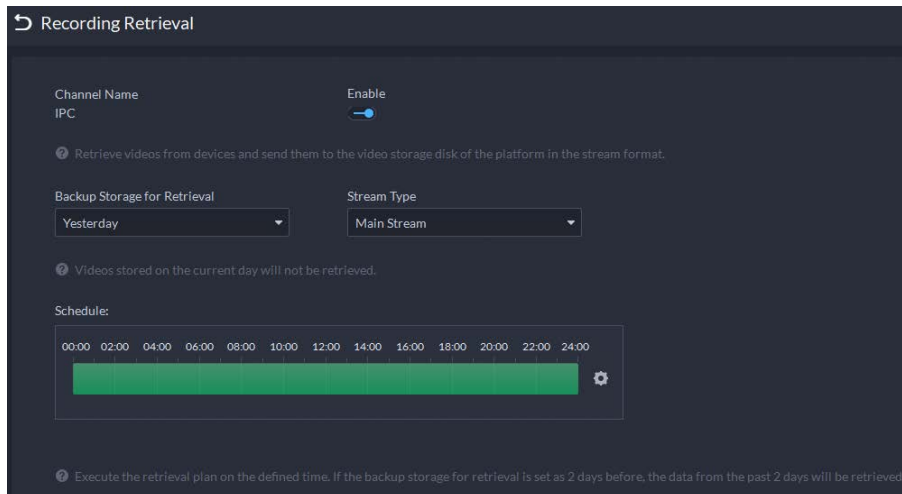 Recording Retrieval
Channel Name Enable
IPC
Retrieve videos from devices and send them to the video storage disk of the platform in the stream format.
Backup Storage for Retrieval Stream Type
Yesterday Main Stream
Videos stored on the current day will not be retrieved.
Schedule:
00:00 02:00 04:00 06:00 08:00 10:00 12:00 14:00 16:00 18:00 20:00 22:00 24:00
Execute the retrieval plan on the defined time. If the backup storage for retrieval is set as 2 days before, the data from the past 2 days will be retrieved